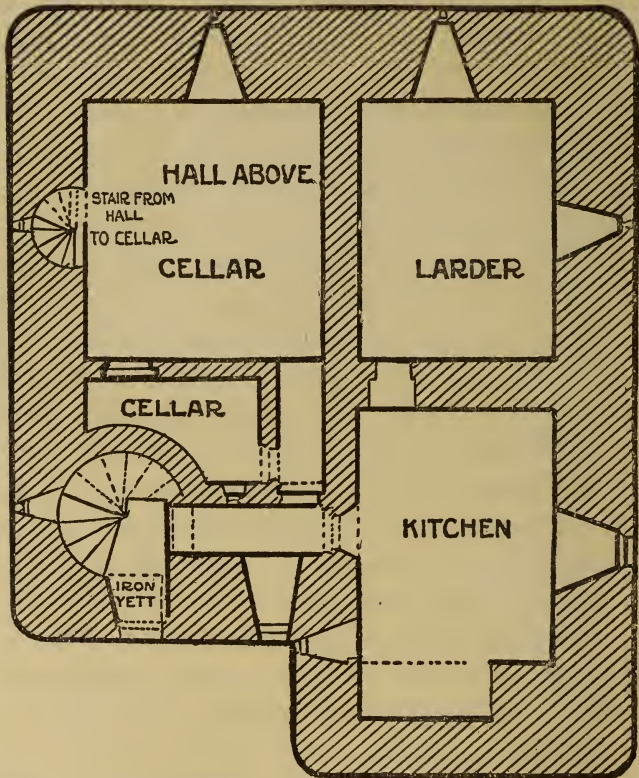 HALL ABOVE
STAIR FROM
HALL
TO CELLAR
CELLAR
LARDER
CELLAR
KITCHEN
IRON
YETT